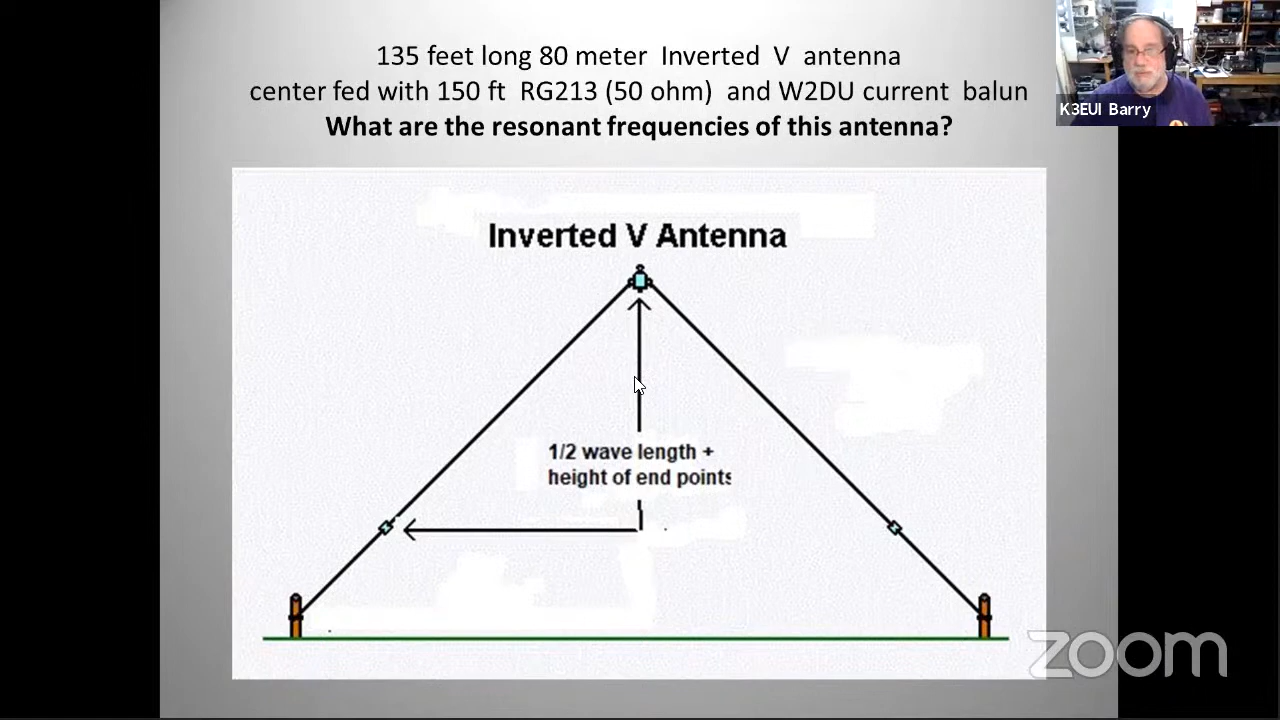 135 feet long 80 meter Inverted V antenna
center fed with 150 ft RG213 (50 ohm) and W2DU current balun
What are the resonant frequencies of this antenna?
K3EUI Barry
Inverted V Antenna
1/2 wave length +
height of end points
zoom